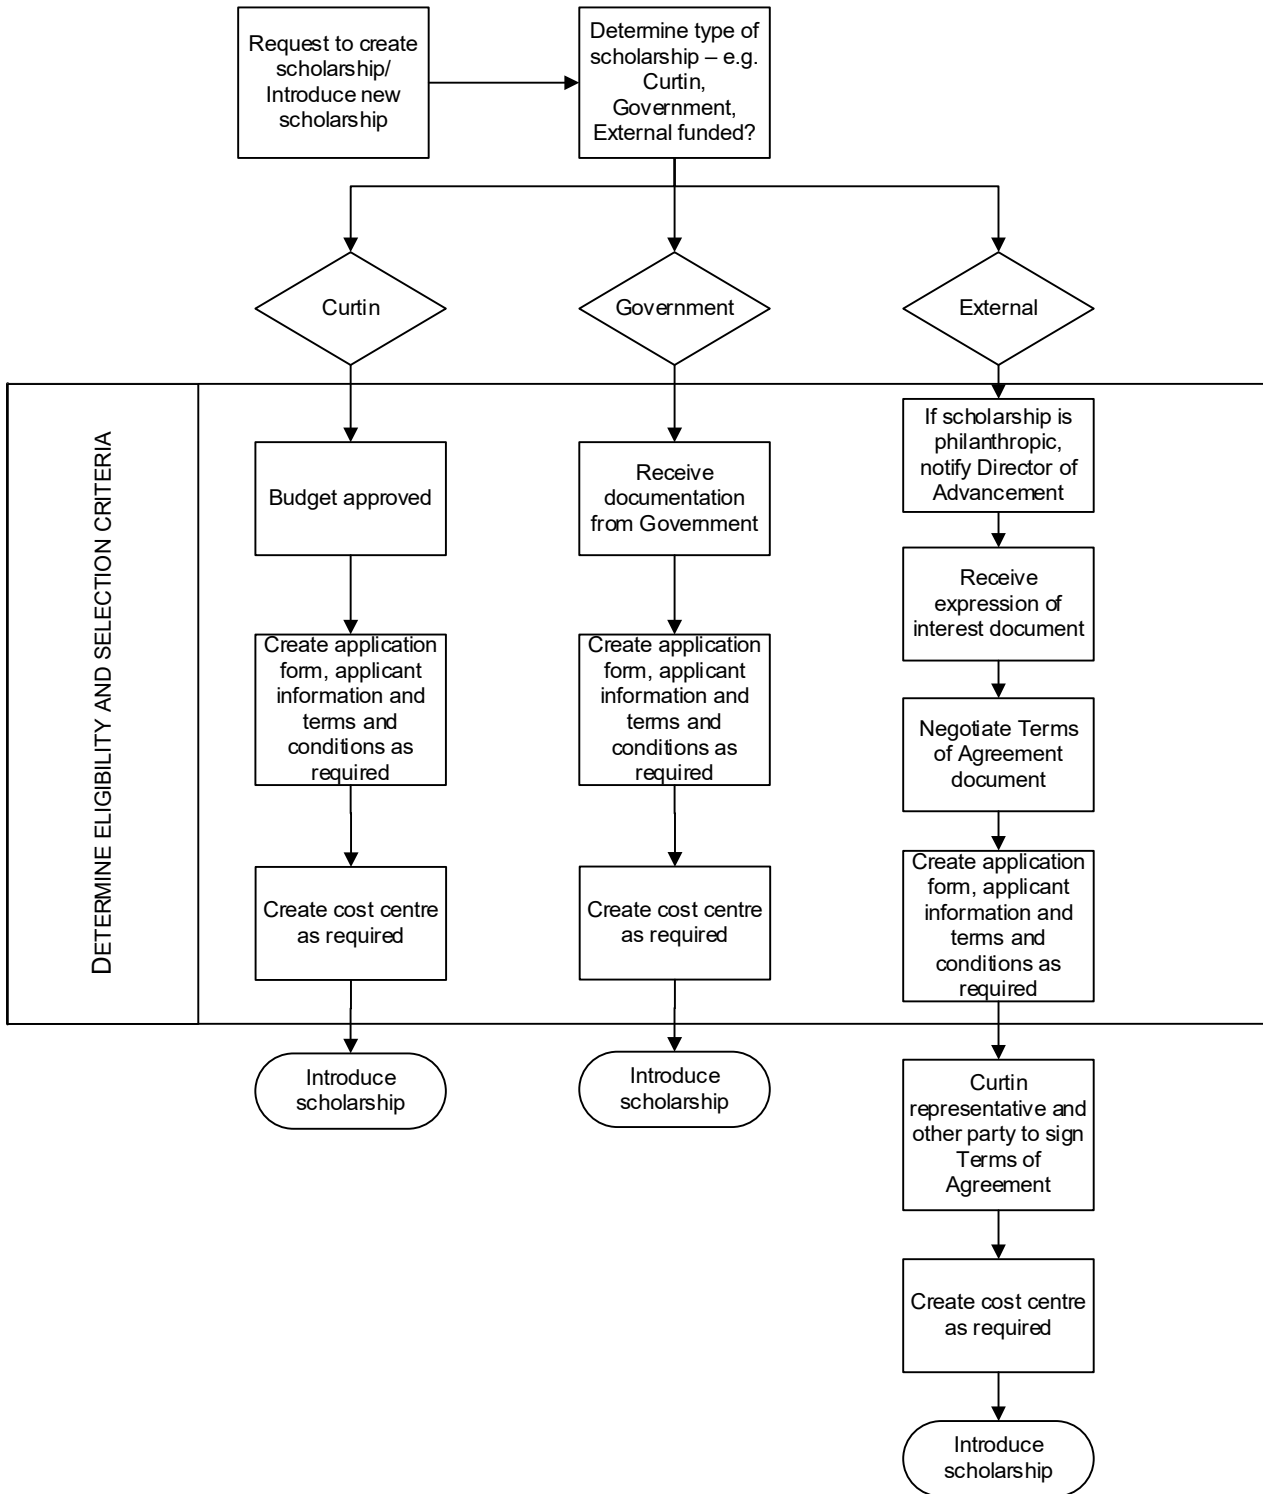 Request to create
scholarship/
Introduce new
scholarship
Determine type of
scholarship – e.g.
Curtin,
Government,
External funded?
Curtin
Government
External
DETERMINE ELIGIBILITY AND SELECTION CRITERIA
Budget approved
Create application
form, applicant
information and
terms and
conditions as
required
Create cost centre
as required
Introduce
scholarship
Receive
documentation
from Government
Create application
form, applicant
information and
terms and
conditions as
required
Create cost centre
as required
Introduce
scholarship
If scholarship is
philanthropic,
notify Director of
Advancement
Receive
expression of
interest document
Negotiate Terms
of Agreement
document
Create application
form, applicant
information and
terms and
conditions as
required
Curtin
representative and
other party to sign
Terms of
Agreement
Create cost centre
as required
Introduce
scholarship